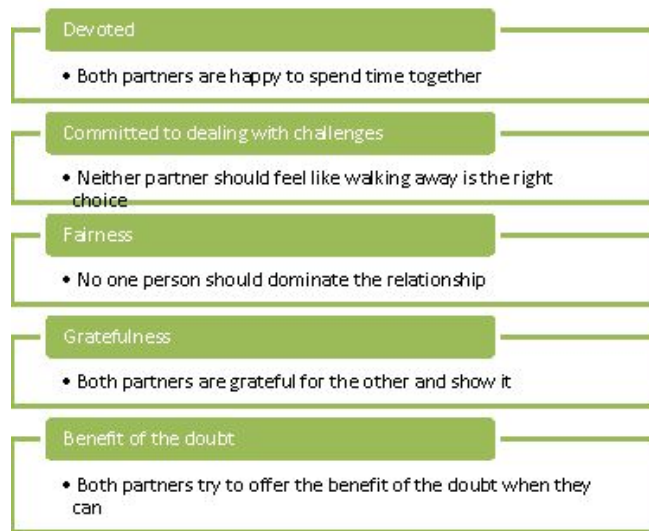 Devoted
• Both partners are happy to spend time together
Committed to dealing with challenges
• Neither partner should feel like walking away is the right
choice
Fairness
• No one person should dominate the relationship
Gratefulness
• Both partners are grateful for the other and show it
Benefit of the doubt
• Both partners try to offer the benefit of the doubt when they
can